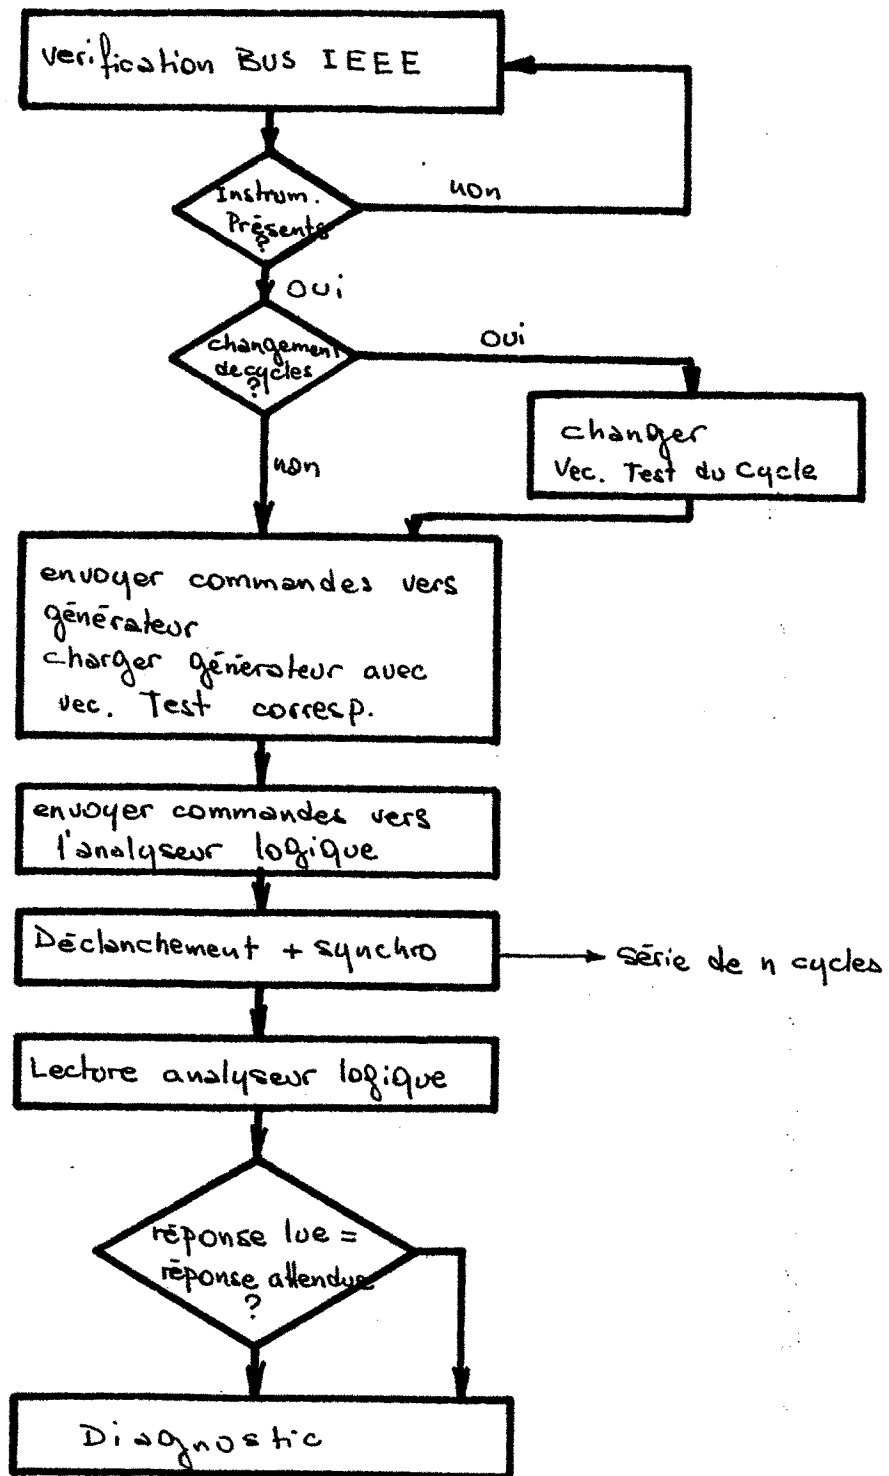 verification BUS IEEE
Instrum.
Présents
?
non
oui
changement
de cycles
?
oui
non
changer
Vec. Test du Cycle
envoyer commandes vers
générateur
charger générateur avec
vec. Test corresp.
envoyer commandes vers
l'analyseur logique
Déclanchement + synchro
série de n cycles
Lecture analyseur logique
réponse lue =
réponse attendue
?
Diagnostic